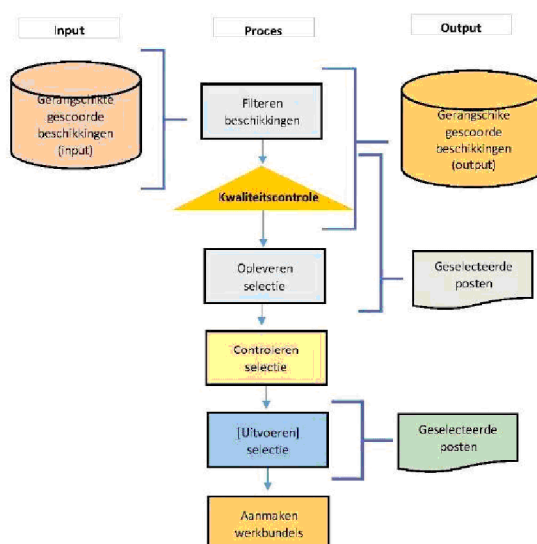 Input
Proces
Output
Gerangschikte
gescoorde
beschikkingen
(input)
Filteren
beschikkingen
Gerangschike
gescoorde
beschikkingen
(output)
Kwaliteitscontrole
Opleveren
selectie
Geselecteerde
posten
Controleren
selectie
[Uitvoeren]
selectie
Geselecteerde
posten
Aanmaken
werkbundels